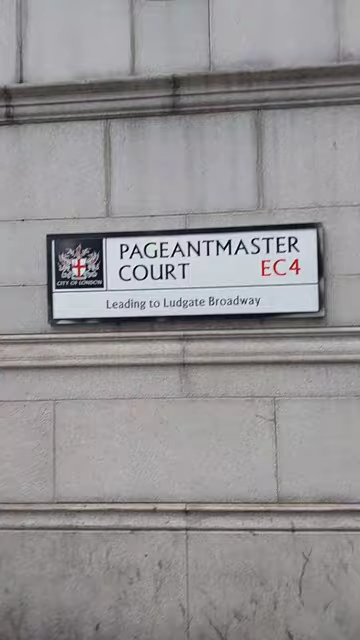 PAGEANTMASTER
COURT EC4
CITY OF LONDON
Leading to Ludgate Broadway